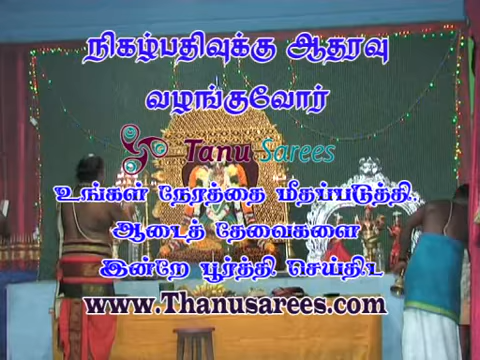 நிகழ்பதிவுக்கு ஆதரவு
வழங்குவோர்
Tanu Sarees
உங்கள் நேரத்தை மீதப்படுத்தி.
ஆடைத் தேவைகளை
இன்றே பூர்த்தி செய்திட
www.Thanusarees.com